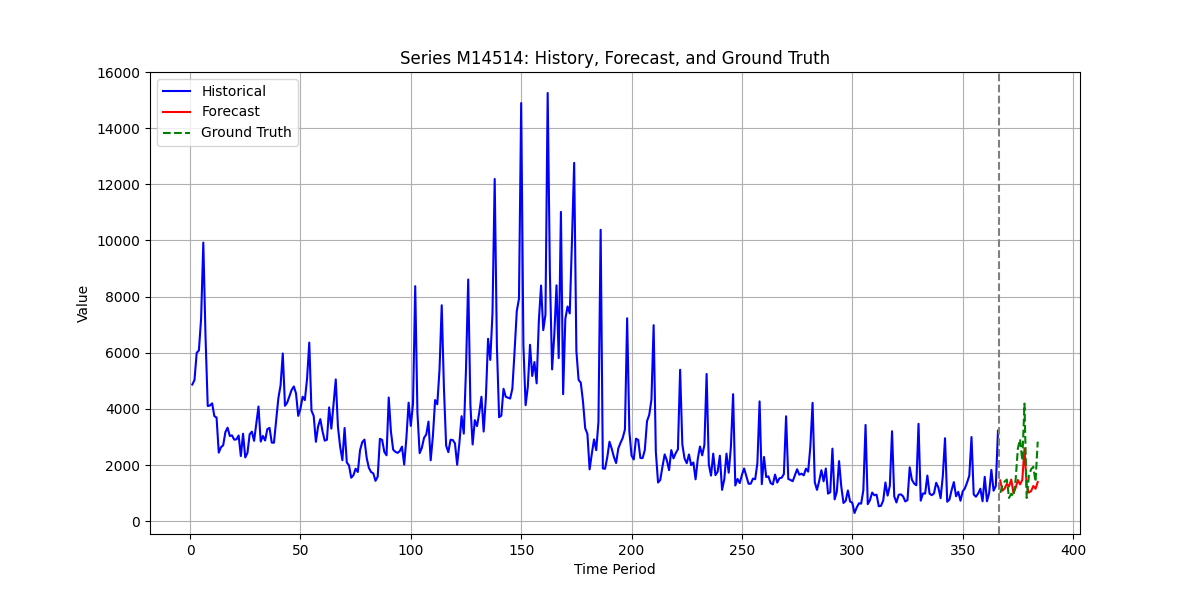 Series M14514: History, Forecast, and Ground Truth
Historical
Forecast
Ground Truth
16000
14000
12000
10000
8000
6000
4000
2000
0
Value
0 50 100 150 200 250 300 350 400
Time Period